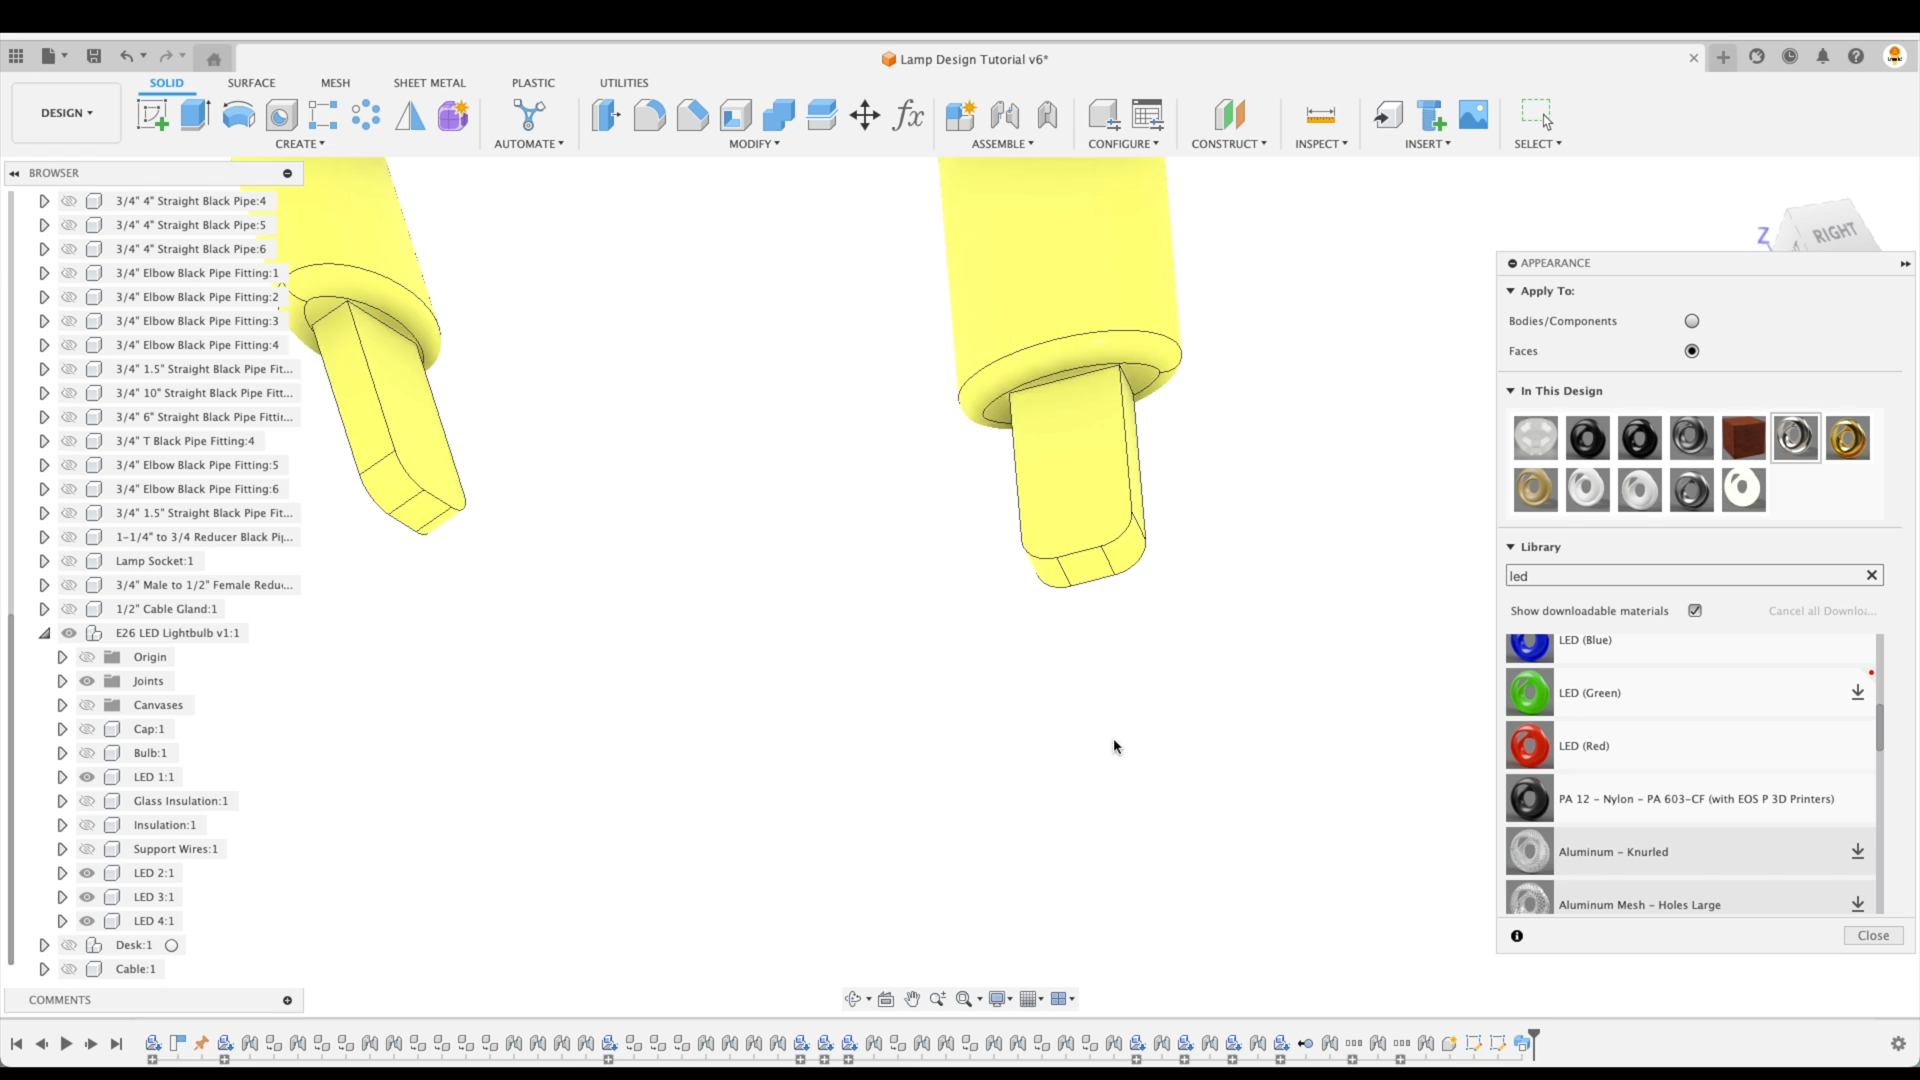 Lamp Design Tutorial v6*
DESIGN
SOLID
SURFACE
MESH
SHEET METAL
PLASTIC
UTILITIES
CREATE
AUTOMATE
MODIFY
fx
ASSEMBLE
CONFIGURE
CONSTRUCT
INSPECT
INSERT
SELECT
BROWSER
3/4" 4" Straight Black Pipe:4
3/4" 4" Straight Black Pipe:5
3/4" 4" Straight Black Pipe:6
3/4" Elbow Black Pipe Fitting:1
3/4" Elbow Black Pipe Fitting:2
3/4" Elbow Black Pipe Fitting:3
3/4" Elbow Black Pipe Fitting:4
3/4" 1.5" Straight Black Pipe Fit...
3/4" 10" Straight Black Pipe Fitt...
3/4" 6" Straight Black Pipe Fittin...
3/4" T Black Pipe Fitting:4
3/4" Elbow Black Pipe Fitting:5
3/4" Elbow Black Pipe Fitting:6
3/4" 1.5" Straight Black Pipe Fit...
1-1/4" to 3/4 Reducer Black Pi...
Lamp Socket:1
3/4" Male to 1/2" Female Redu...
1/2" Cable Gland:1
E26 LED Lightbulb v1:1
Origin
Joints
Canvases
Cap:1
Bulb:1
LED 1:1
Glass Insulation:1
Insulation:1
Support Wires:1
LED 2:1
LED 3:1
LED 4:1
Desk:1
Cable:1
COMMENTS
Z
RIGHT
APPEARANCE
Apply To:
Bodies/Components
Faces
In This Design
Library
led
Show downloadable materials
Cancel all Downloa...
LED (Blue)
LED (Green)
LED (Red)
PA 12 - Nylon - PA 603-CF (with EOS P 3D Printers)
Aluminum - Knurled
Aluminum Mesh - Holes Large
Close